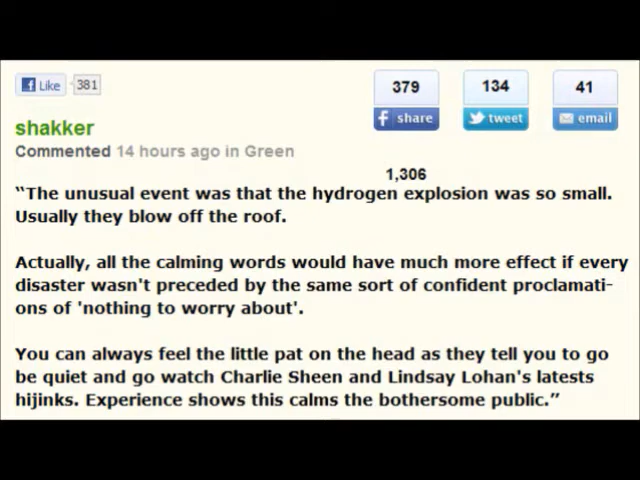 Like 381
379 134 41
share tweet email
shakker
Commented 14 hours ago in Green
1,306
“The unusual event was that the hydrogen explosion was so small.
Usually they blow off the roof.
Actually, all the calming words would have much more effect if every
disaster wasn't preceded by the same sort of confident proclamati-
ons of 'nothing to worry about'.
You can always feel the little pat on the head as they tell you to go
be quiet and go watch Charlie Sheen and Lindsay Lohan's latests
hijinks. Experience shows this calms the bothersome public.”